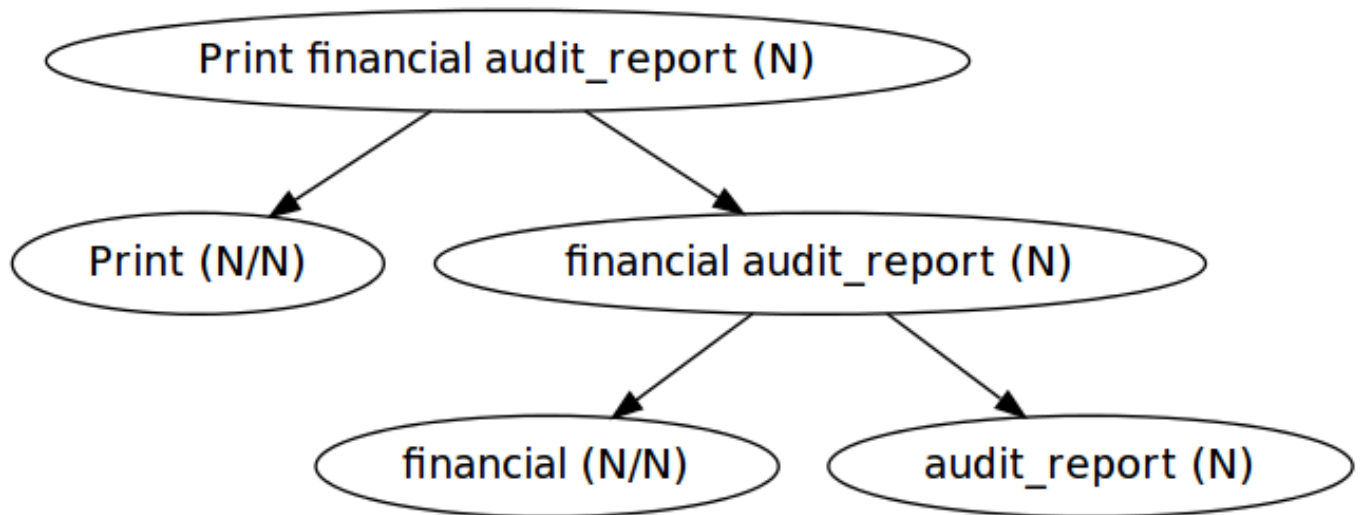 Print financial audit_report (N)
Print (N/N)
financial audit_report (N)
financial (N/N)
audit_report (N)